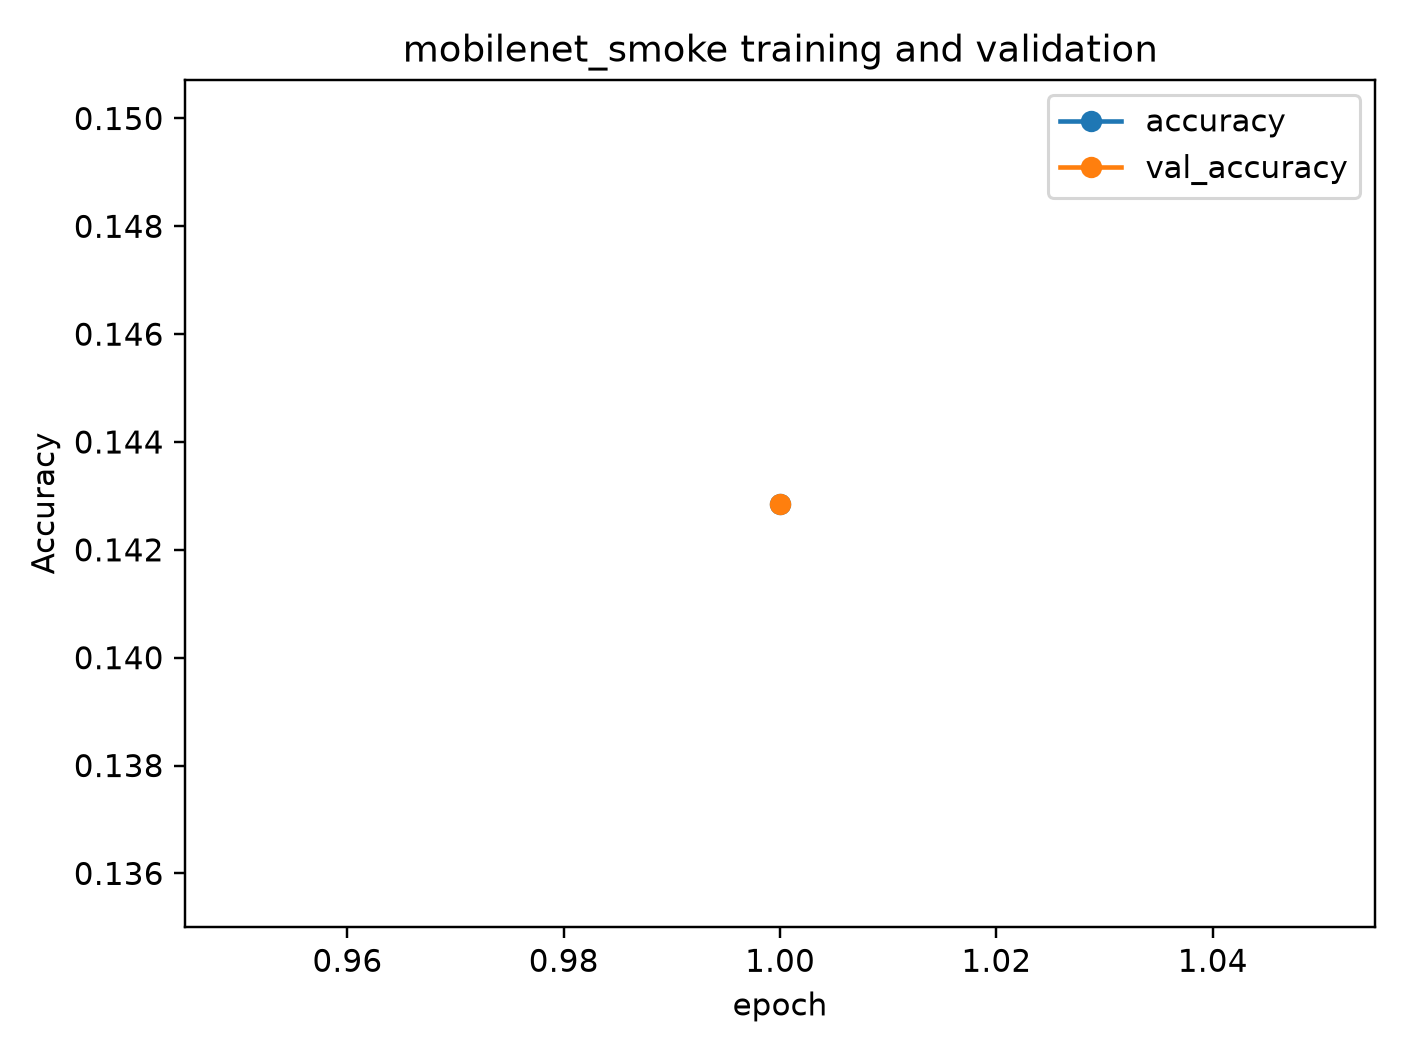 mobilenet_smoke training and validation
accuracy
val_accuracy
0.150
0.148
0.146
0.144
0.142
0.140
0.138
0.136
Accuracy
0.96 0.98 1.00 1.02 1.04
epoch